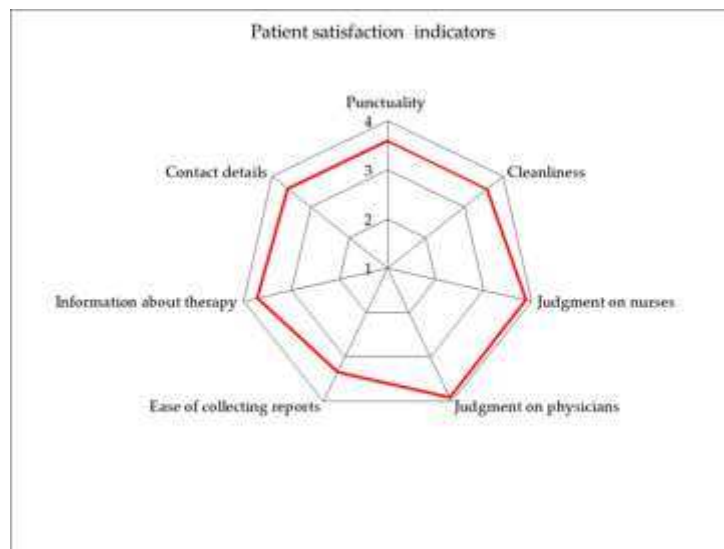 Patient satisfaction indicators
Punctuality
4
Contact details
Cleanliness
3
2
1
Information about therapy
Judgment on nurses
Ease of collecting reports
Judgment on physicians